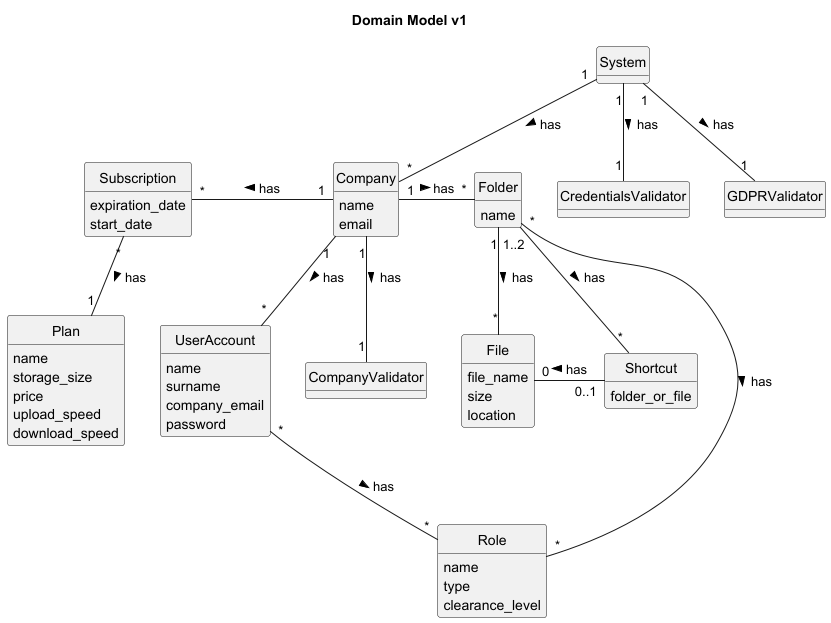 Domain Model v1
System
1
1
1
has
has
has
*
1
1
Subscription
expiration_date
start_date
*
has
1
Company
name
email
1
has
*
Folder
name
*
CredentialsValidator
GDPRValidator
*
has
1
1
has
*
1
has
1
1
has
*
1..2
has
*
has
Plan
name
storage_size
price
upload_speed
download_speed
UserAccount
name
surname
company_email
password
CompanyValidator
File
file_name
size
location
0
has
0..1
Shortcut
folder_or_file
*
has
*
*
Role
name
type
clearance_level